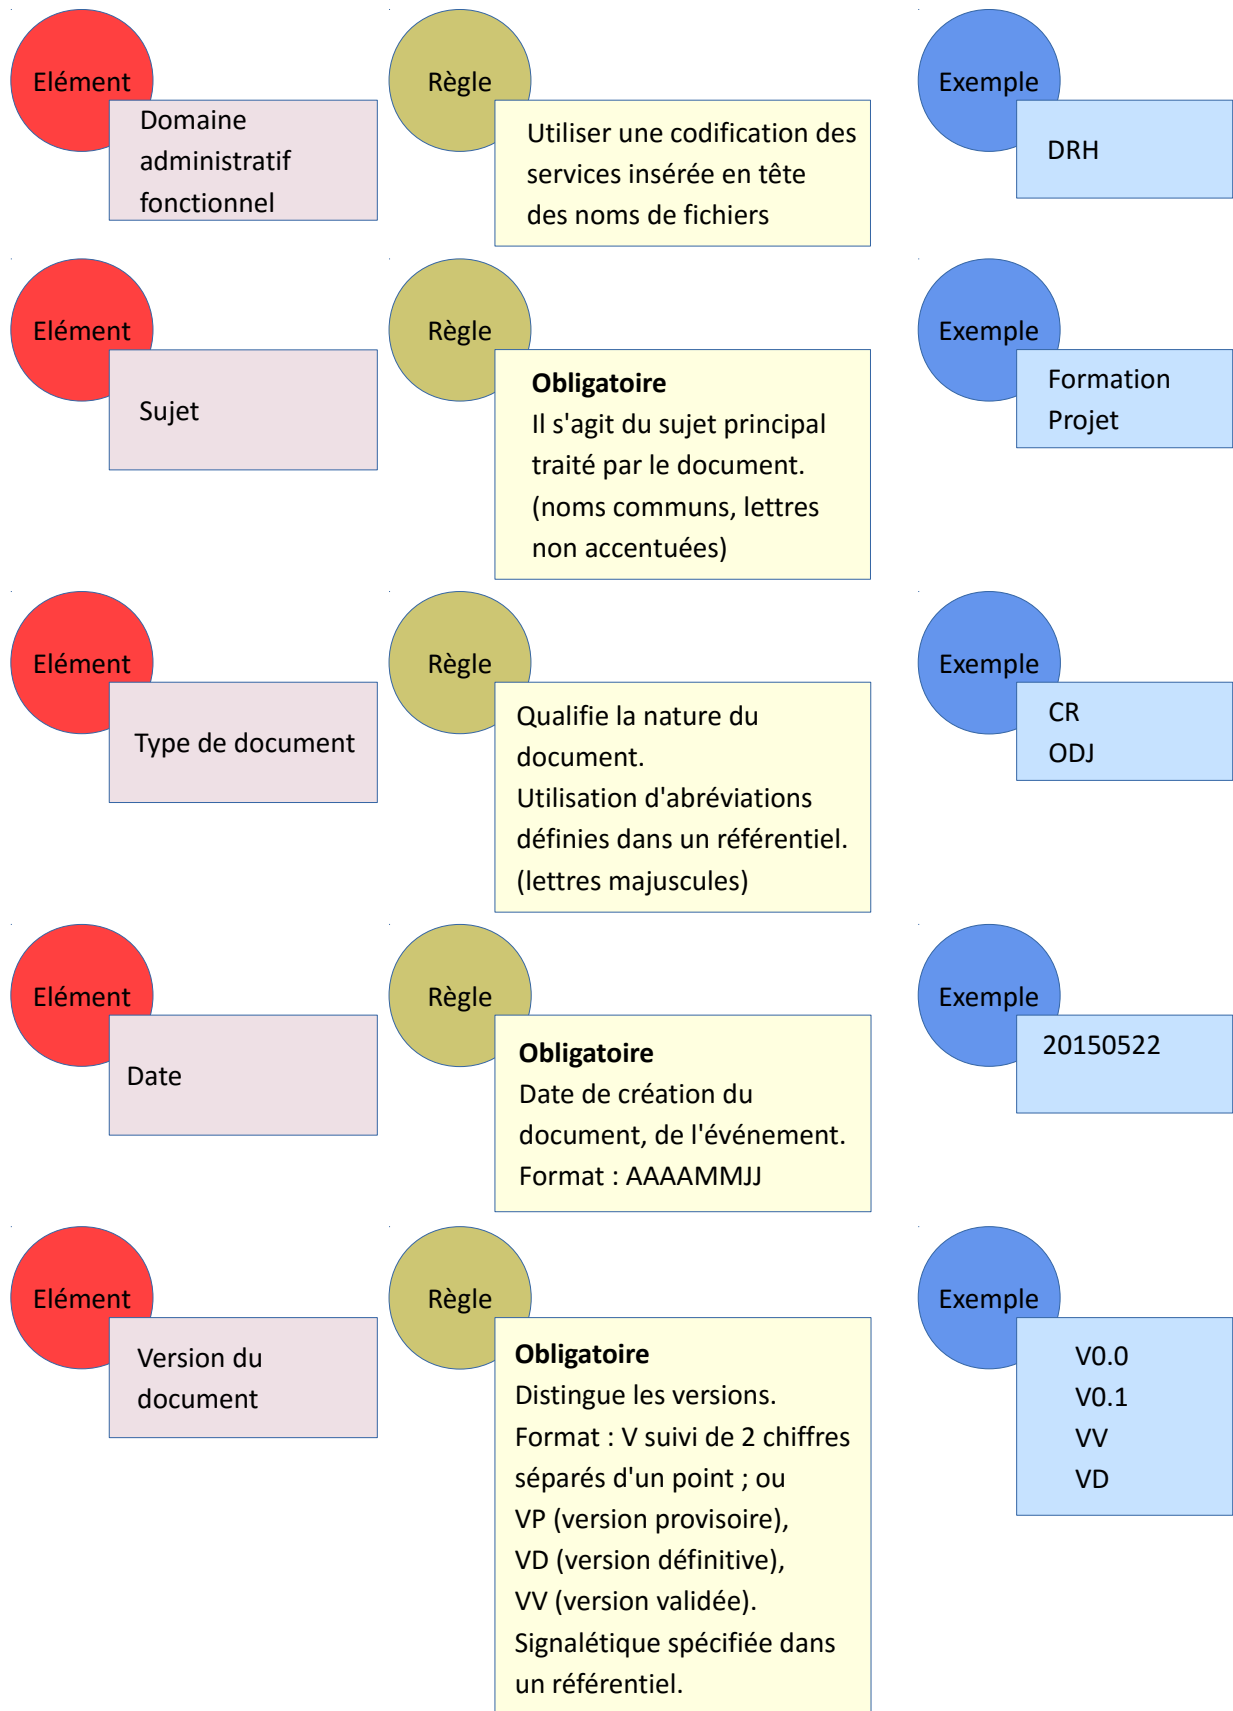 Elément
Domaine
administratif
fonctionnel
Règle
Utiliser une codification des
services insérée en tête
des noms de fichiers
Exemple
DRH
Elément
Sujet
Règle
Obligatoire
Il s'agit du sujet principal
traité par le document.
(noms communs, lettres
non accentuées)
Exemple
Formation
Projet
Elément
Type de document
Règle
Qualifie la nature du
document.
Utilisation d'abréviations
définies dans un référentiel.
(lettres majuscules)
Exemple
CR
ODJ
Elément
Date
Règle
Obligatoire
Date de création du
document, de l'événement.
Format : AAAAMMJJ
Exemple
20150522
Elément
Version du
document
Règle
Obligatoire
Distingue les versions.
Format : V suivi de 2 chiffres
séparés d'un point ; ou
VP (version provisoire),
VD (version définitive),
VV (version validée).
Signalétique spécifiée dans
un référentiel.
Exemple
V0.0
V0.1
VV
VD